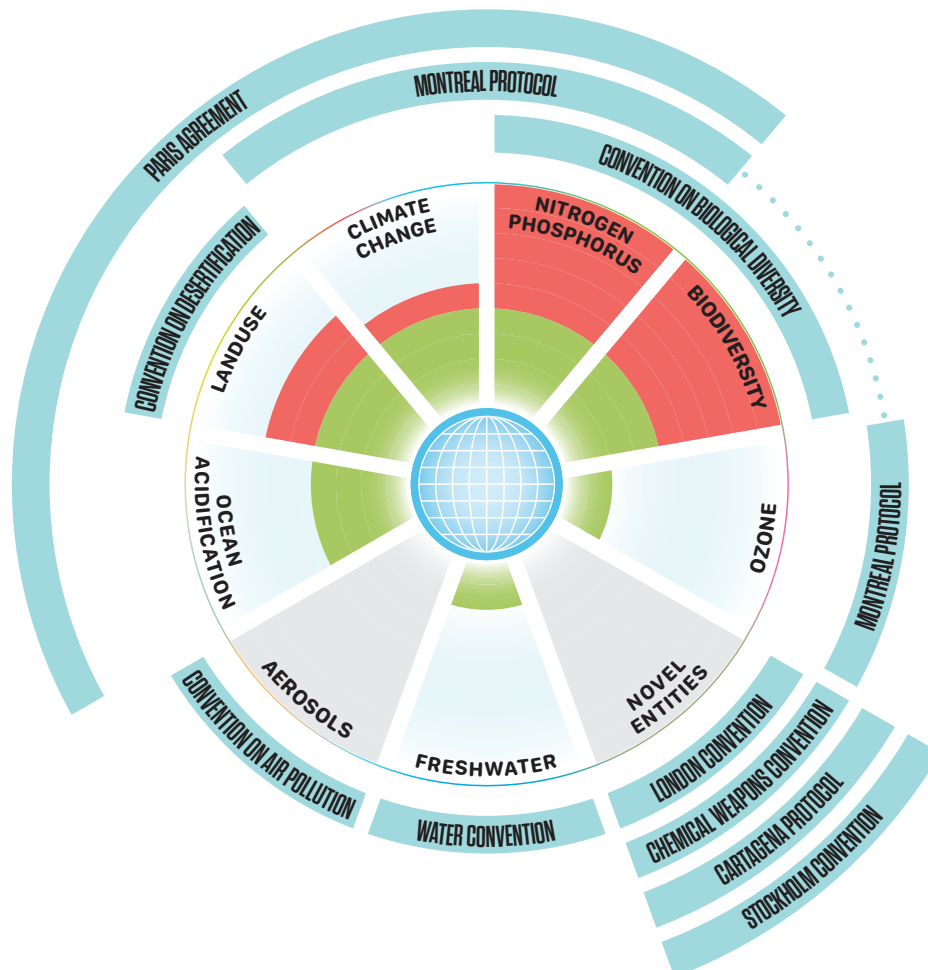 PARIS AGREEMENT
MONTREAL PROTOCOL
CONVENTION ON BIOLOGICAL DIVERSITY
CONVENTION ON DESERTIFICATION
CLIMATE
CHANGE
NITROGEN
PHOSPHORUS
BIODIVERSITY
LANDUSE
OCEAN
ACIDIFICATION
OZONE
MONTREAL PROTOCOL
AEROSOLS
FRESHWATER
NOVEL
ENTITIES
CONVENTION ON AIR POLLUTION
WATER CONVENTION
LONDON CONVENTION
CHEMICAL WEAPONS CONVENTION
CARTAGENA PROTOCOL
STOCKHOLM CONVENTION